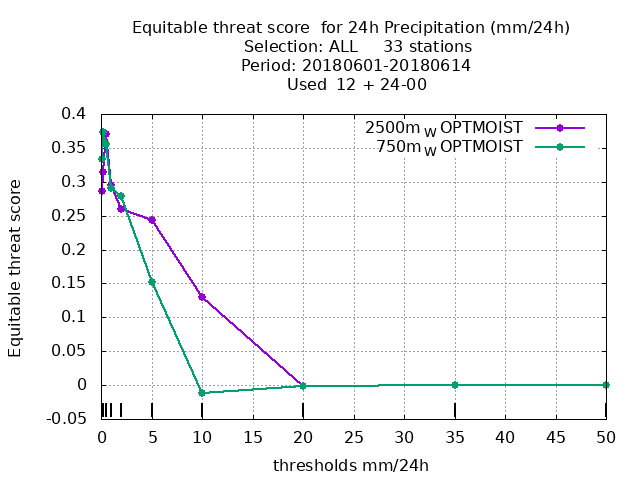 Equitable threat score for 24h Precipitation (mm/24h)
Selection: ALL 33 stations
Period: 20180601-20180614
Used 12 + 24-00
2500m W OPTMOIST
750m W OPTMOIST
Equitable threat score
0.4
0.35
0.3
0.25
0.2
0.15
0.1
0.05
0
-0.05
0 5 10 15 20 25 30 35 40 45 50
thresholds mm/24h